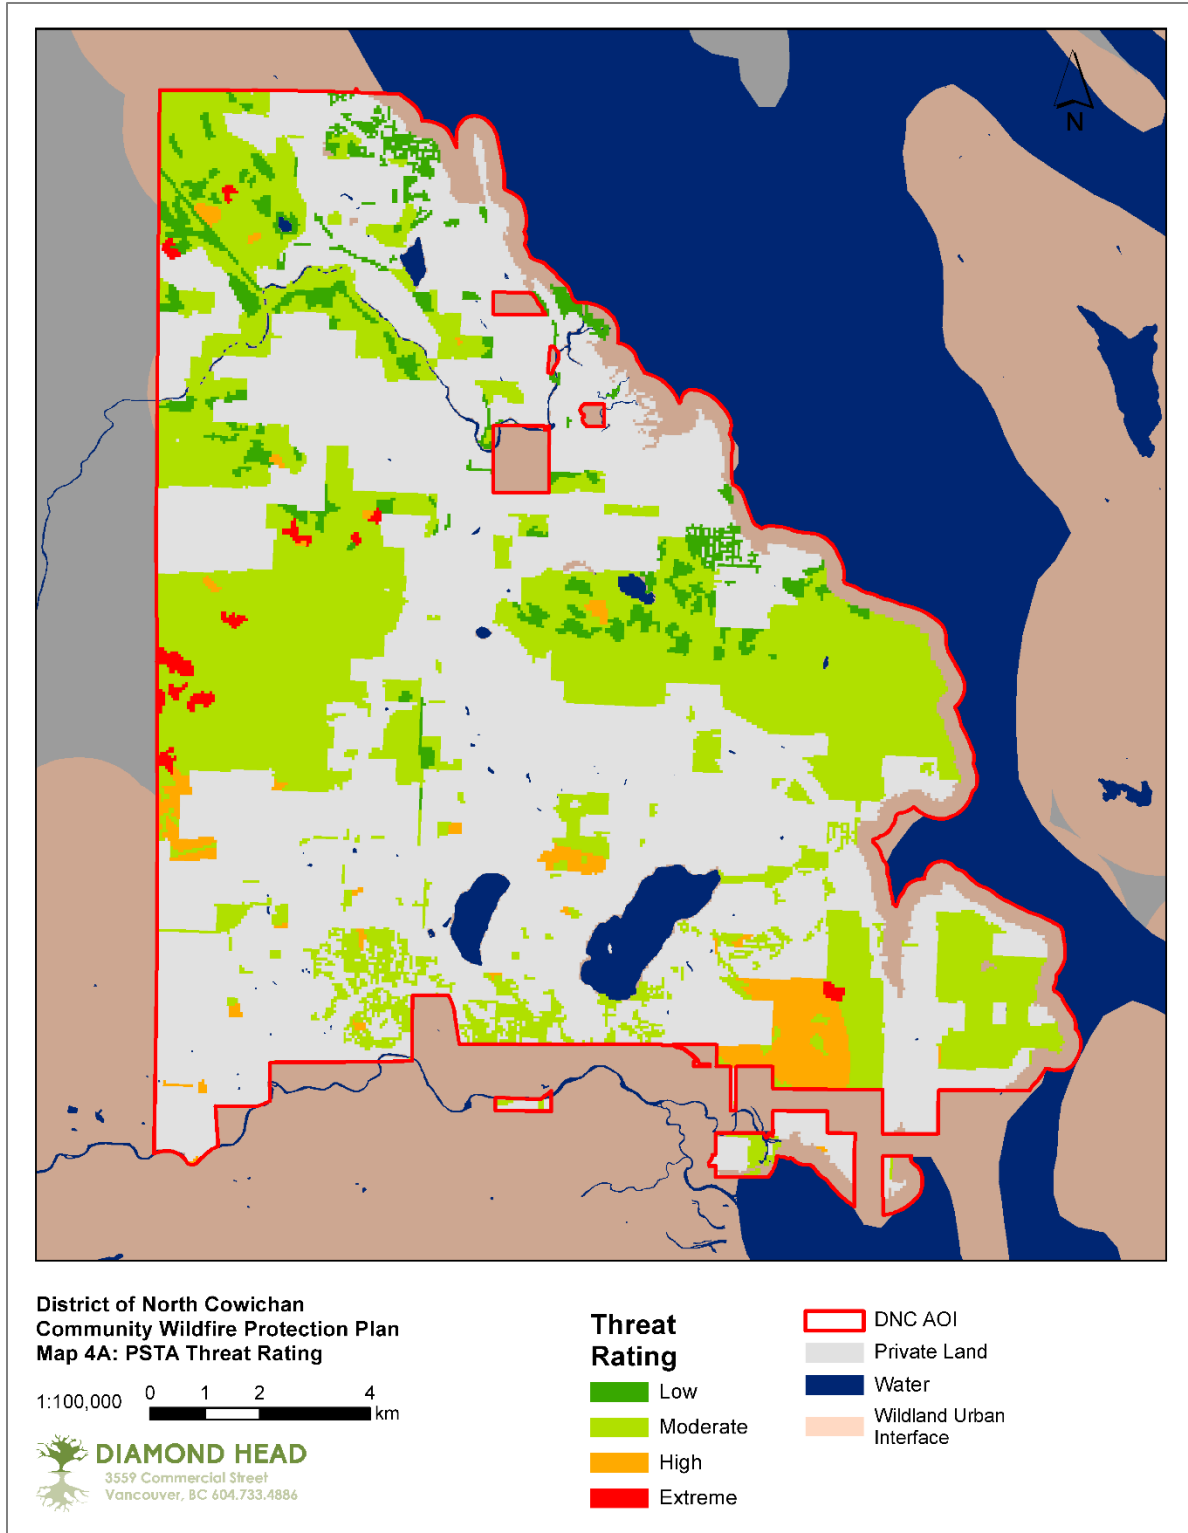 N
District of North Cowichan
Community Wildfire Protection Plan
Map 4A: PSTA Threat Rating
1:100,000
0 1 2 4
km
DIAMOND HEAD
3559 Commercial Street
Vancouver, BC 604.733.4886
Threat
Rating
Low
Moderate
High
Extreme
DNC AOI
Private Land
Water
Wildland Urban
Interface